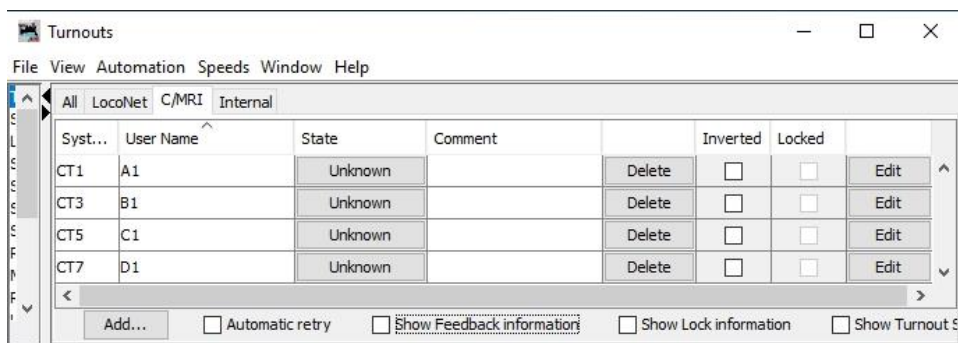 Turnouts
File View Automation Speeds Window Help
All LocoNet C/MRI Internal
Syst... User Name State Comment Inverted Locked
CT1 A1 Unknown Delete Edit
CT3 B1 Unknown Delete Edit
CT5 C1 Unknown Delete Edit
CT7 D1 Unknown Delete Edit
Add... Automatic retry Show Feedback information Show Lock information Show Turnout S